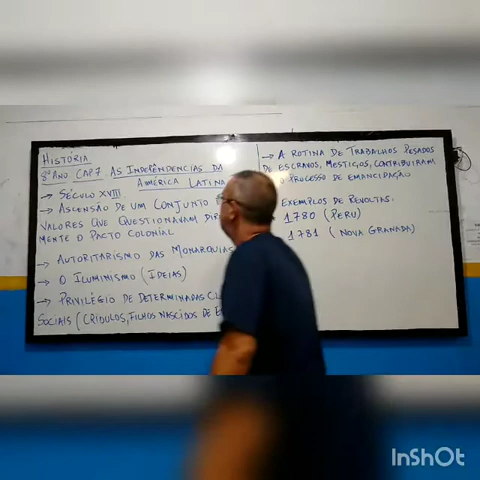 HISTÓRIA
8º ANO CAP. 7 AS INDEPÊNDENCIAS DA
AMÉRICA LATINA
→ SÉCULO XVIII
→ ASCENSÃO DE UM CONJUNTO
VALORES QUE QUESTIONAVAM
MENTE O PACTO COLONIAL
→ AUTORITARISMO DAS MONARQUIAS
→ O ILUMINISMO (IDEIAS)
→ PRIVILÉGIO DE DETERMINADAS
SOCIAIS (CRIOULOS, FILHOS NASCIDOS DE
→ A ROTINA DE TRABALHOS PESADOS
DE ESCRAVOS, MESTIÇOS, CONTRIBUIRAM
O PROCESSO DE EMANCIPAÇÃO
EXEMPLOS DE REVOLTAS:
1780 (PERU)
1781 (NOVA GRANADA)
InShOt